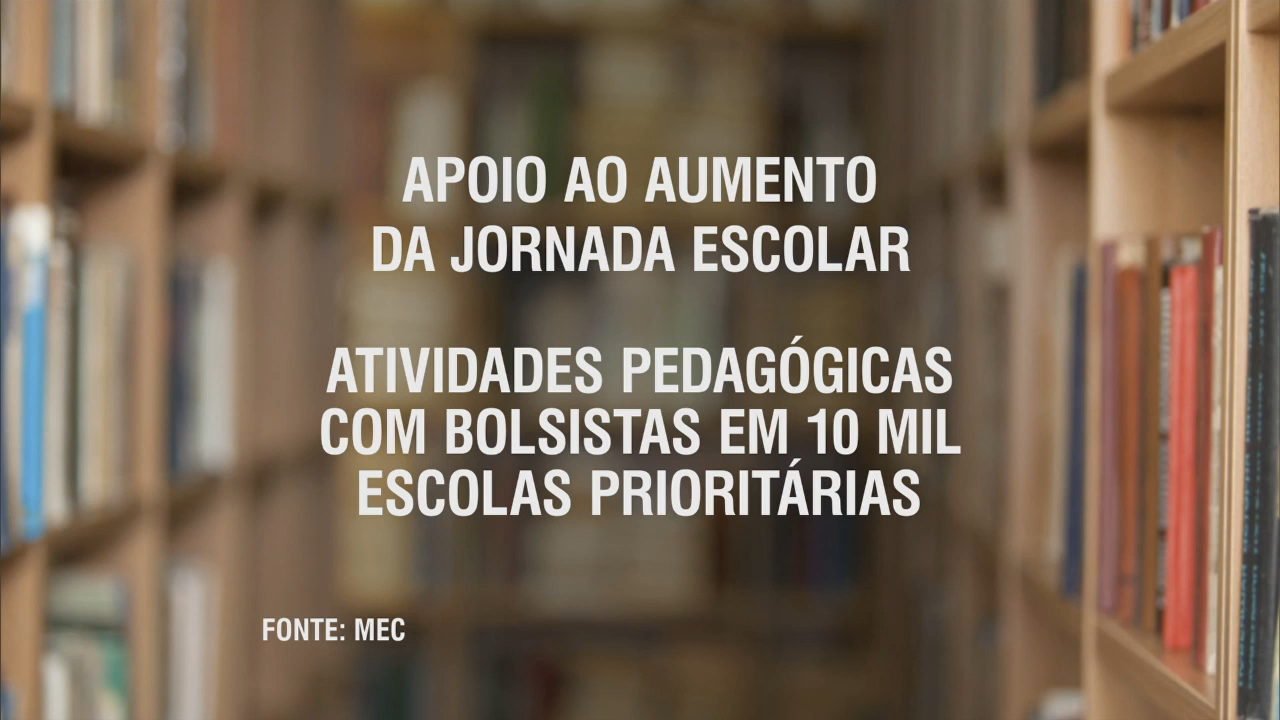 APOIO AO AUMENTO
DA JORNADA ESCOLAR
ATIVIDADES PEDAGÓGICAS
COM BOLSISTAS EM 10 MIL
ESCOLAS PRIORITÁRIAS
FONTE: MEC